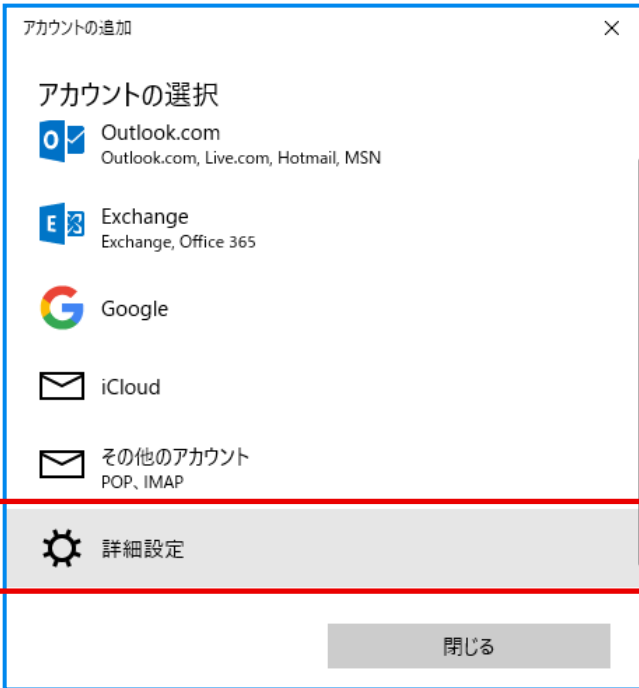 アカウントの追加
アカウントの選択
Outlook.com
Outlook.com, Live.com, Hotmail, MSN
Exchange
Exchange, Office 365
Google
iCloud
その他のアカウント
POP、IMAP
詳細設定
閉じる